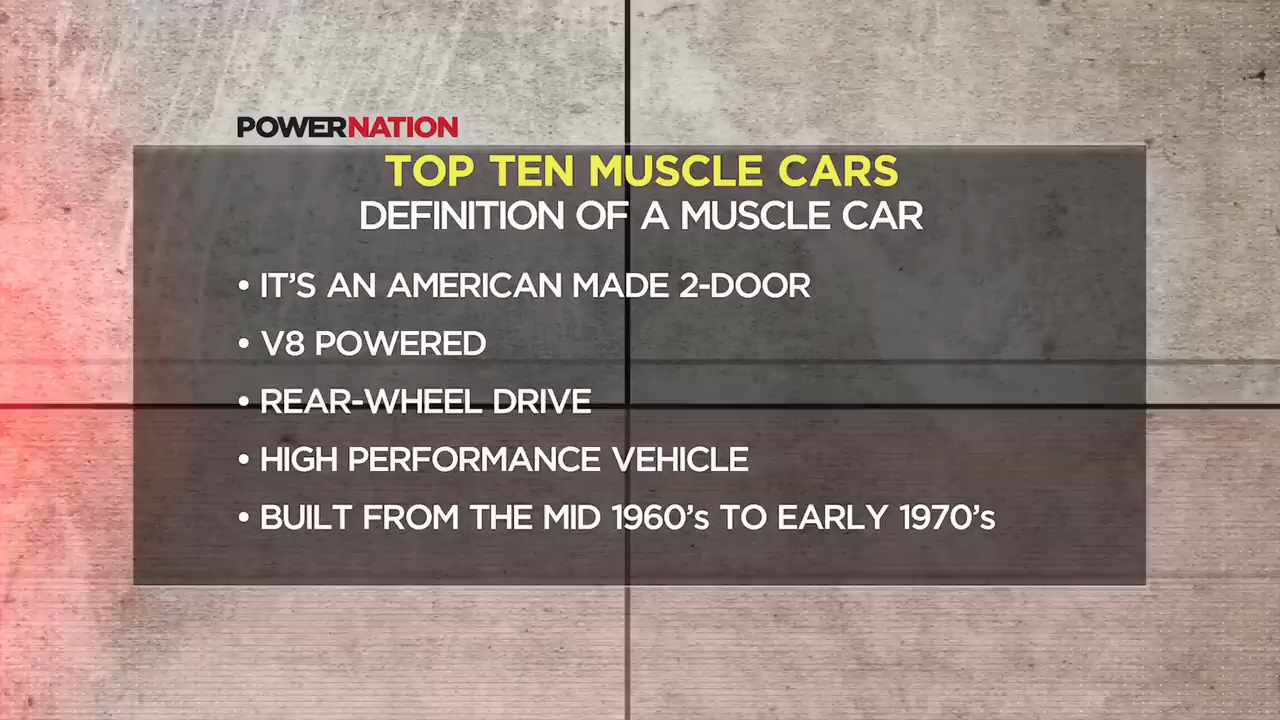 POWERNATION
TOP TEN MUSCLE CARS
DEFINITION OF A MUSCLE CAR
• IT'S AN AMERICAN MADE 2-DOOR
• V8 POWERED
• REAR-WHEEL DRIVE
• HIGH PERFORMANCE VEHICLE
• BUILT FROM THE MID 1960's TO EARLY 1970's